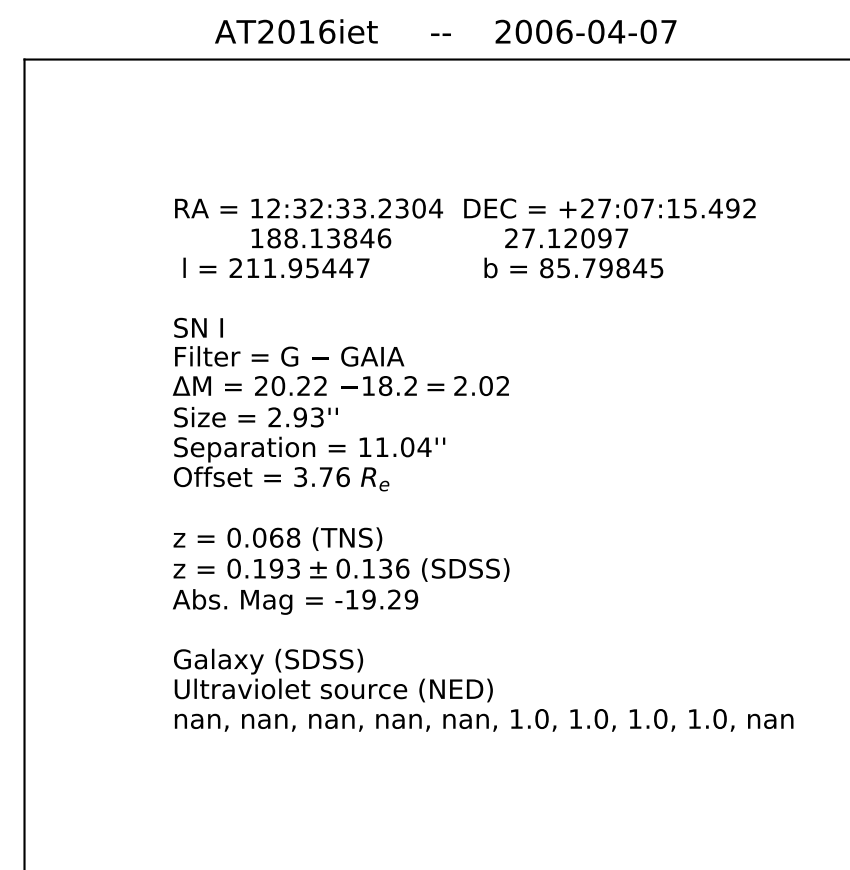 AT2016iet -- 2006-04-07
RA = 12:32:33.2304 DEC = +27:07:15.492
188.13846 27.12097
l = 211.95447 b = 85.79845
SN I
Filter = G − GAIA
ΔM = 20.22 −18.2 = 2.02
Size = 2.93''
Separation = 11.04''
Offset = 3.76 Rₑ
z = 0.068 (TNS)
z = 0.193 ± 0.136 (SDSS)
Abs. Mag = -19.29
Galaxy (SDSS)
Ultraviolet source (NED)
nan, nan, nan, nan, nan, 1.0, 1.0, 1.0, 1.0, nan